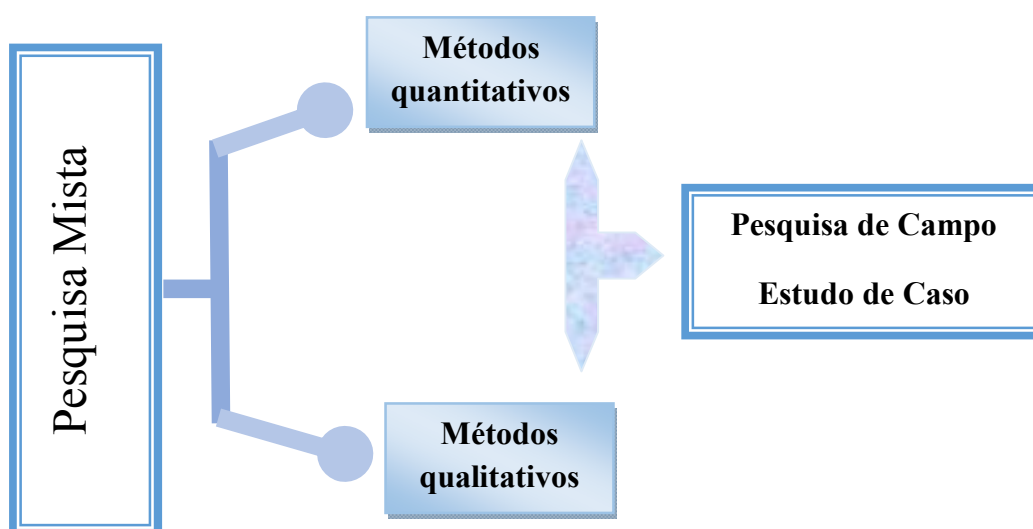 Pesquisa Mista
Métodos
quantitativos
Métodos
qualitativos
Pesquisa de Campo
Estudo de Caso